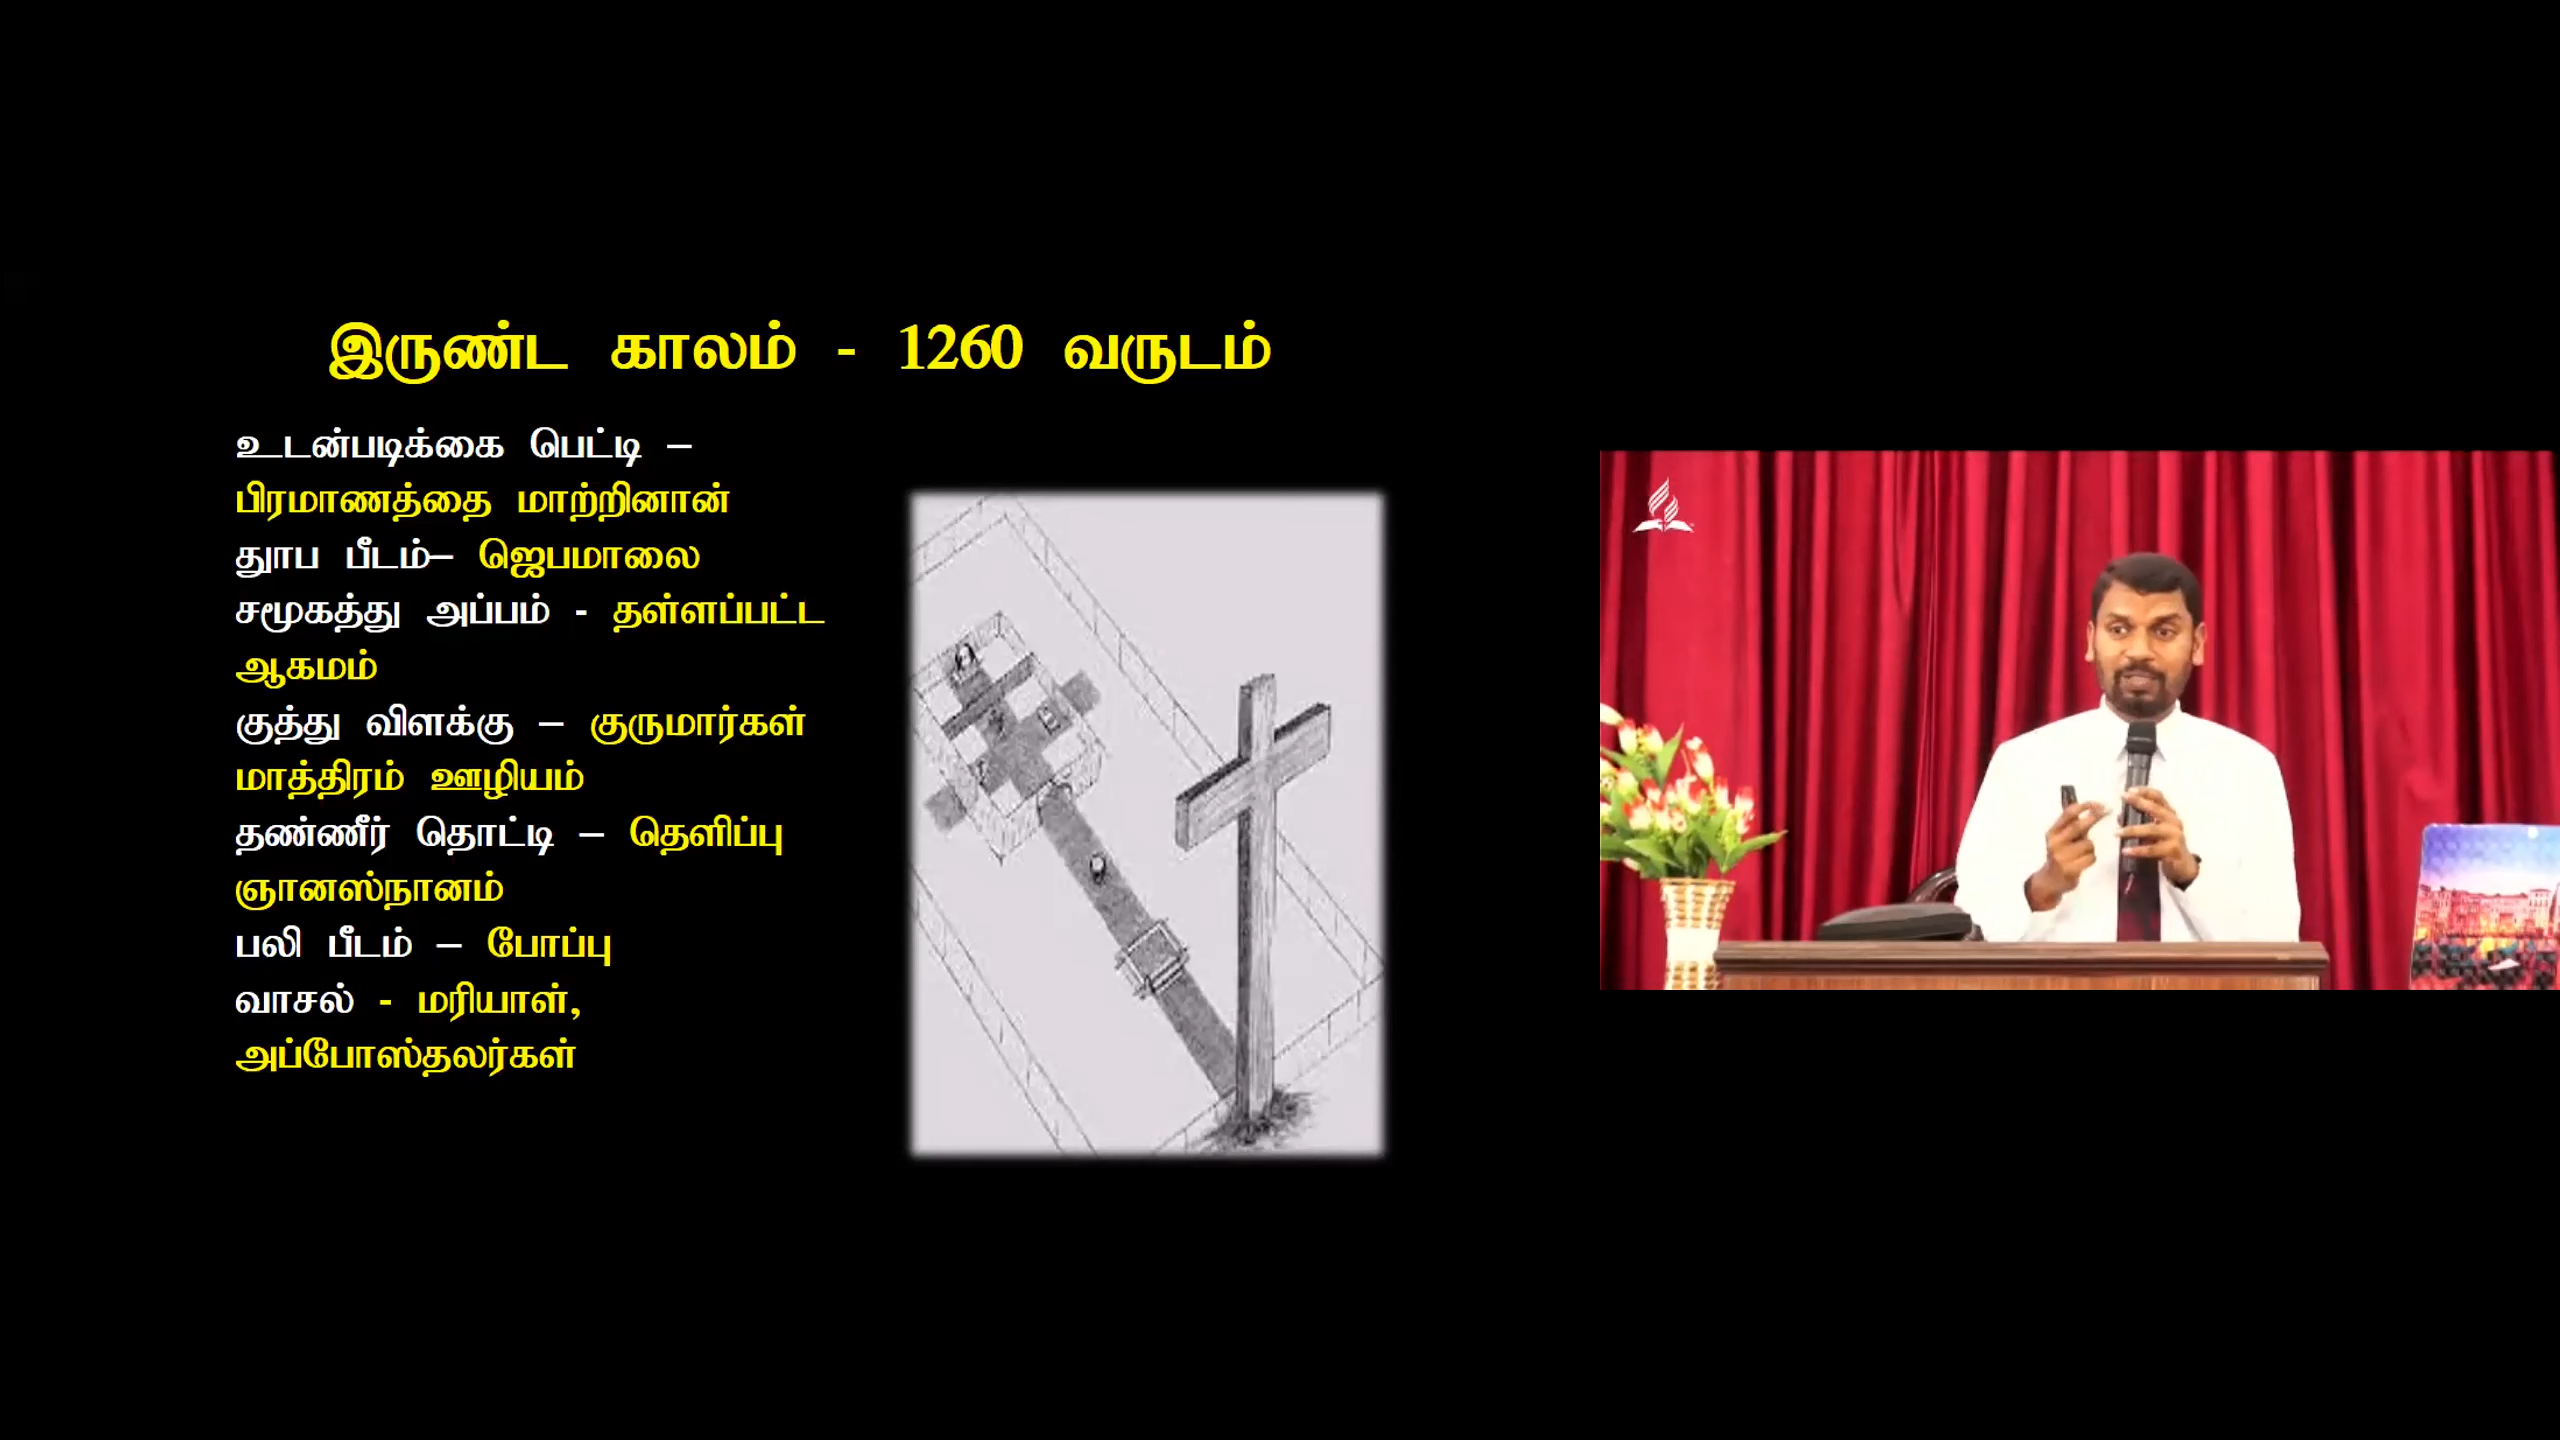 இருண்ட காலம் - 1260 வருடம்
உடன்படிக்கை பெட்டி –
பிரமாணத்தை மாற்றினான்
தூப பீடம்– ஜெபமாலை
சமூகத்து அப்பம் - தள்ளப்பட்ட
ஆகமம்
குத்து விளக்கு – குருமார்கள்
மாத்திரம் ஊழியம்
தண்ணீர் தொட்டி – தெளிப்பு
ஞானஸ்நானம்
பலி பீடம் – போப்பு
வாசல் - மரியாள்,
அப்போஸ்தலர்கள்